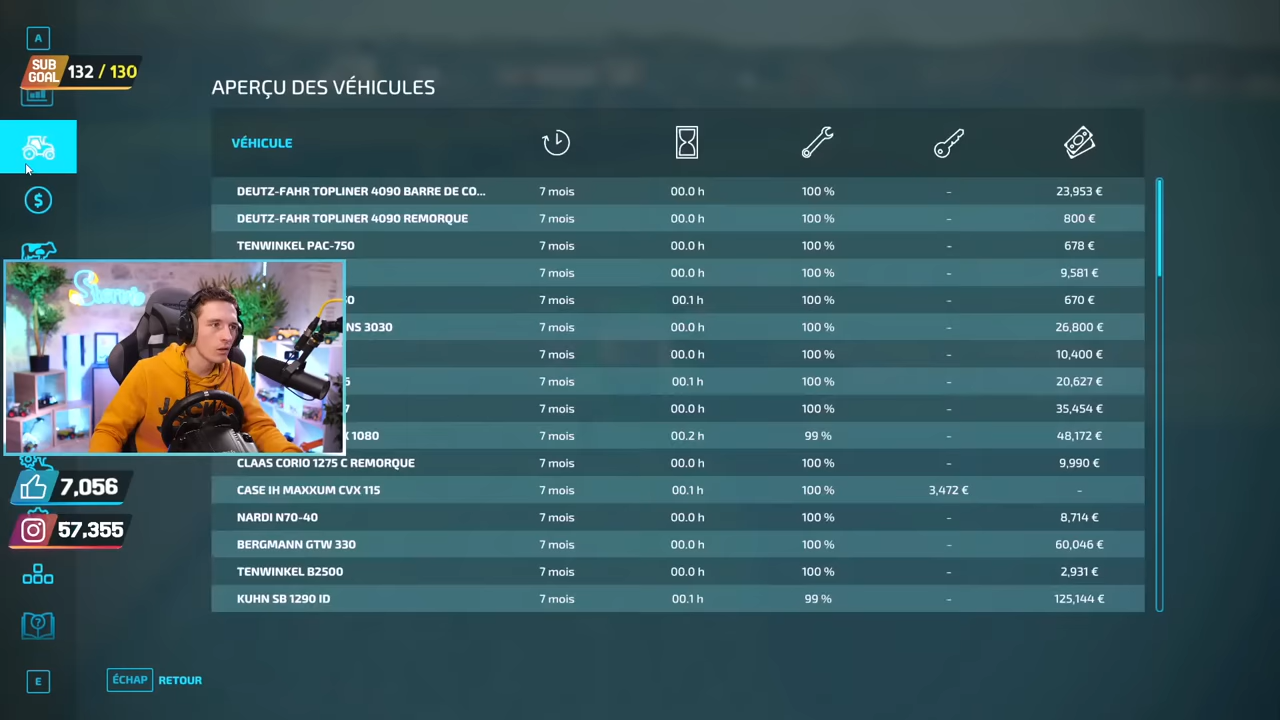 A
SUB GOAL 132 / 130
APERÇU DES VÉHICULES
VÉHICULE
DEUTZ-FAHR TOPLINER 4090 BARRE DE CO... 7 mois 00.0 h 100 % - 23,953 €
DEUTZ-FAHR TOPLINER 4090 REMORQUE 7 mois 00.0 h 100 % - 800 €
TENWINKEL PAC-750 7 mois 00.0 h 100 % - 678 €
7 mois 00.0 h 100 % - 9,581 €
7 mois 00.1 h 100 % - 670 €
NS 3030 7 mois 00.0 h 100 % - 26,800 €
7 mois 00.0 h 100 % - 10,400 €
7 mois 00.1 h 100 % - 20,627 €
7 7 mois 00.0 h 100 % - 35,454 €
1080 7 mois 00.2 h 99 % - 48,172 €
CLAAS CORIO 1275 C REMORQUE 7 mois 00.0 h 100 % - 9,990 €
CASE IH MAXXUM CVX 115 7 mois 00.1 h 100 % 3,472 € -
NARDI N70-40 7 mois 00.0 h 100 % - 8,714 €
BERGMANN GTW 330 7 mois 00.0 h 100 % - 60,046 €
TENWINKEL B2500 7 mois 00.0 h 100 % - 2,931 €
KUHN SB 1290 ID 7 mois 00.1 h 99 % - 125,144 €
7,056
57,355
E
ÉCHAP RETOUR